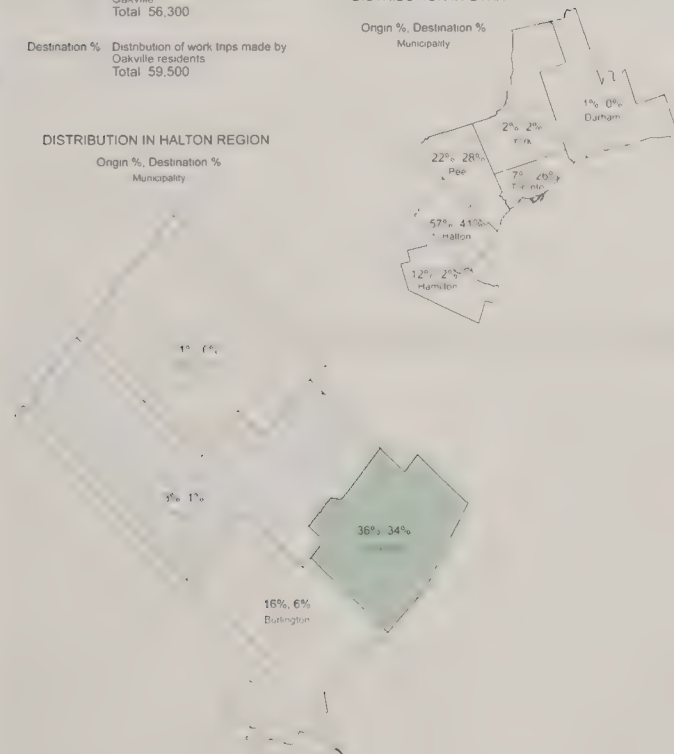 Total 56,300
Destination % Distribution of work trips made by
Oakville residents
Total 59,500
DISTRIBUTION IN HALTON REGION
Origin %, Destination %
Municipality
Origin %, Destination %
Municipality
1% 0%
Durham
2% 2%
York
22% 28%
Peel
7% 26%
Toronto
57% 41%
Halton
12% 2%
Hamilton
36% 34%
16%, 6%
Burlington